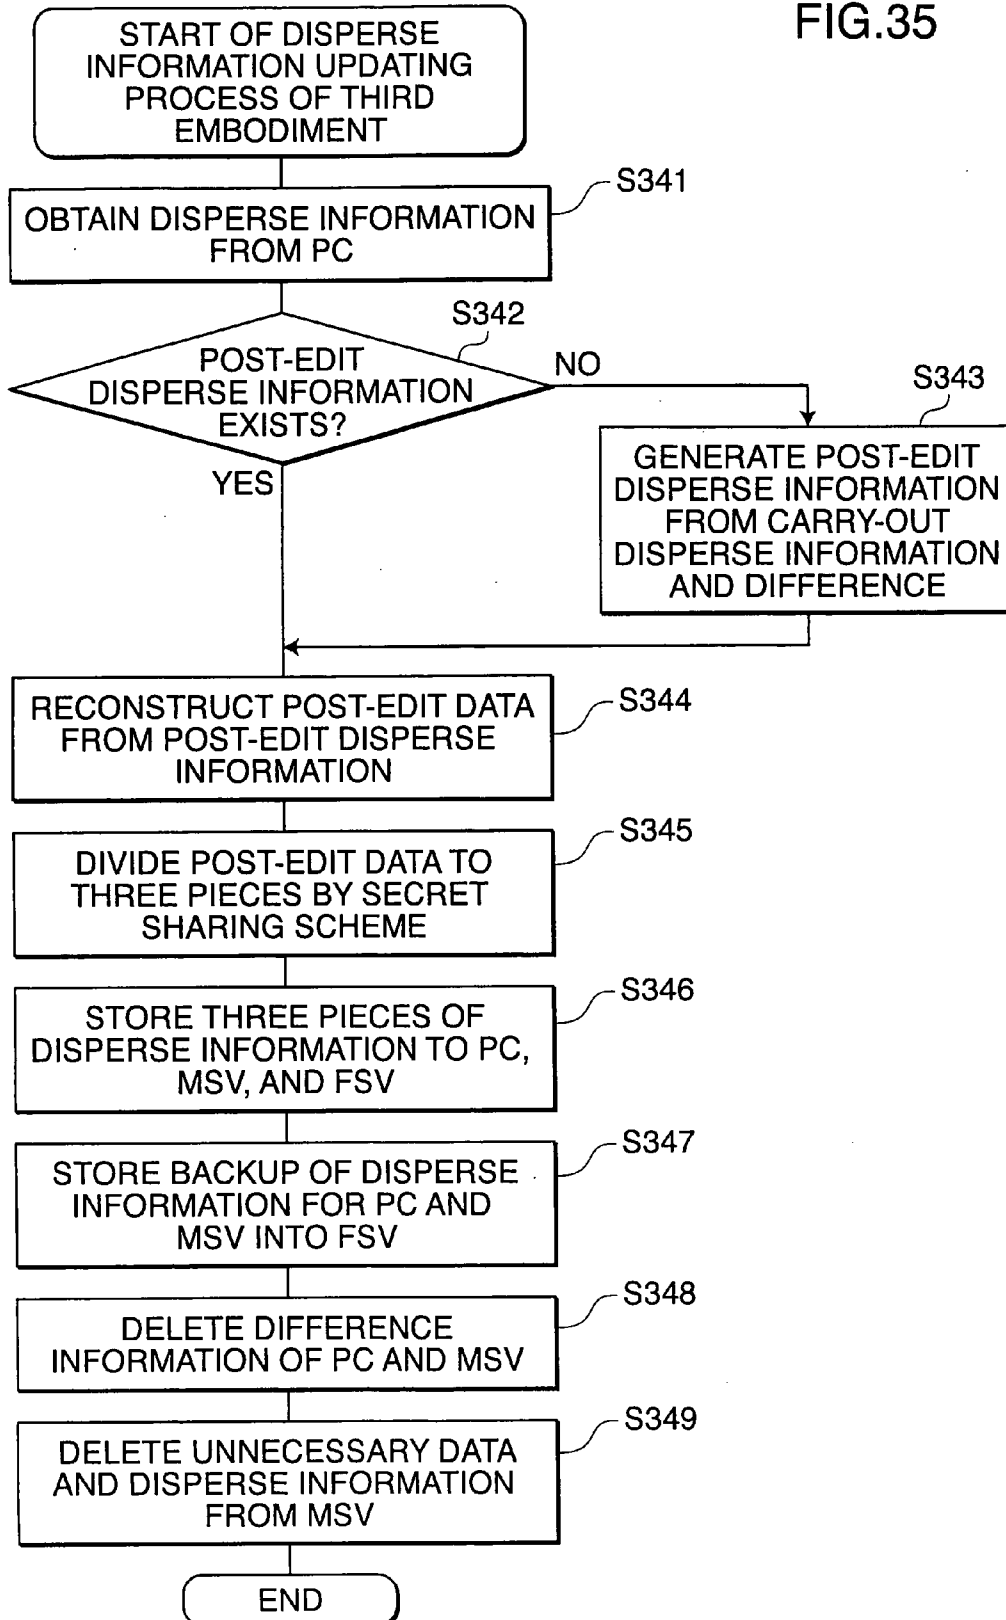 FIG.35
START OF DISPERSE
INFORMATION UPDATING
PROCESS OF THIRD
EMBODIMENT
S341
OBTAIN DISPERSE INFORMATION
FROM PC
S342
POST-EDIT
DISPERSE INFORMATION
EXISTS?
NO
YES
S343
GENERATE POST-EDIT
DISPERSE INFORMATION
FROM CARRY-OUT
DISPERSE INFORMATION
AND DIFFERENCE
S344
RECONSTRUCT POST-EDIT DATA
FROM POST-EDIT DISPERSE
INFORMATION
S345
DIVIDE POST-EDIT DATA TO
THREE PIECES BY SECRET
SHARING SCHEME
S346
STORE THREE PIECES OF
DISPERSE INFORMATION TO PC,
MSV, AND FSV
S347
STORE BACKUP OF DISPERSE
INFORMATION FOR PC AND
MSV INTO FSV
S348
DELETE DIFFERENCE
INFORMATION OF PC AND MSV
S349
DELETE UNNECESSARY DATA
AND DISPERSE INFORMATION
FROM MSV
END